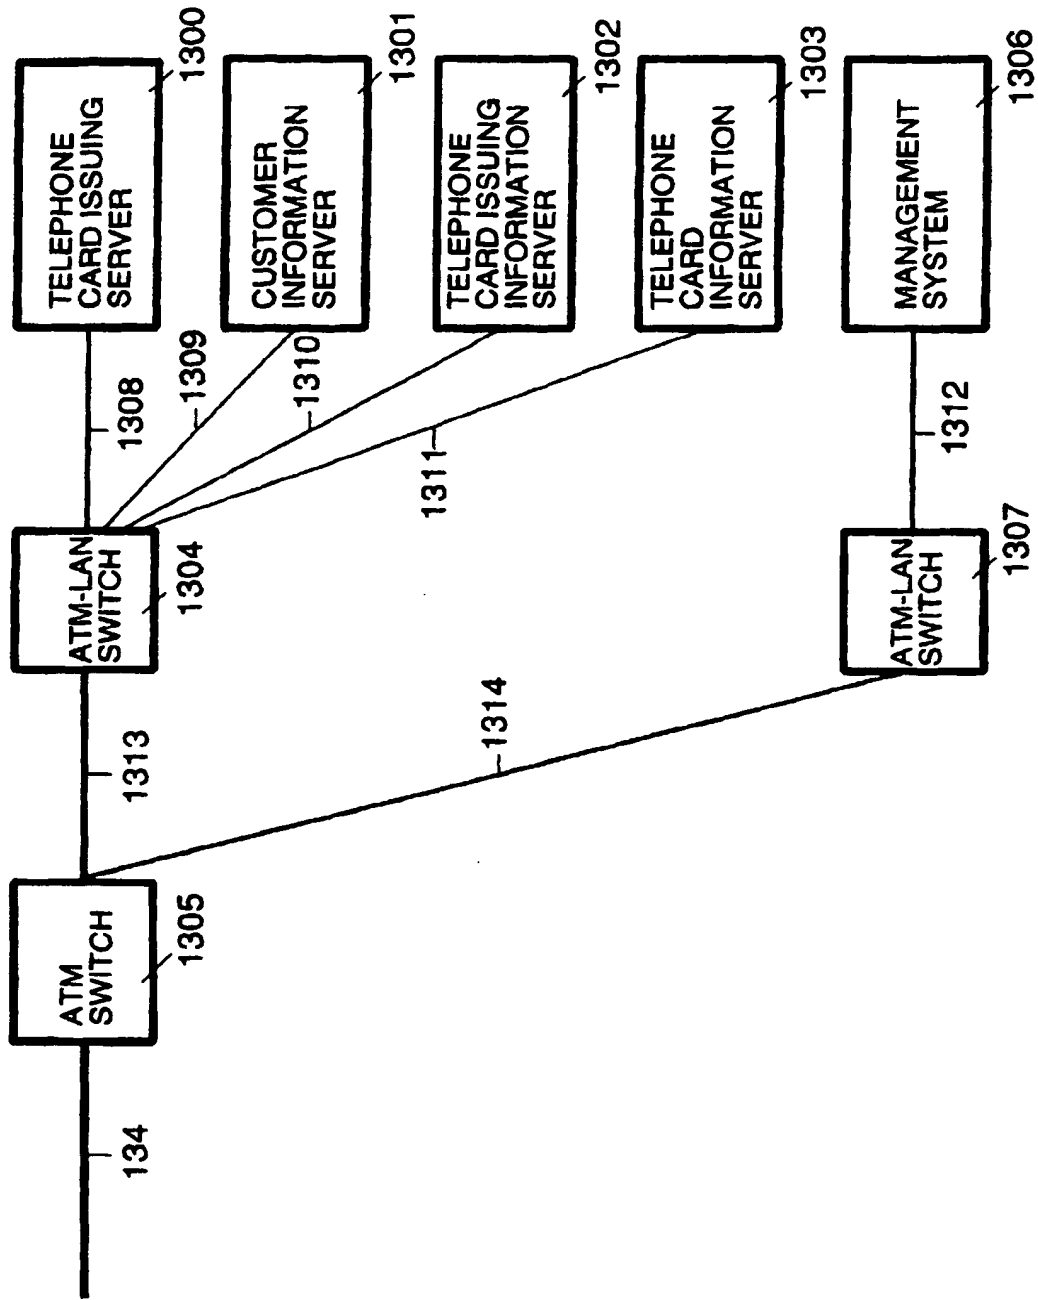 TELEPHONE
CARD ISSUING
SERVER
1300
CUSTOMER
INFORMATION
SERVER
1301
TELEPHONE
CARD ISSUING
INFORMATION
SERVER
1302
TELEPHONE
CARD
INFORMATION
SERVER
1303
MANAGEMENT
SYSTEM
1306
1308
1309
1310
1311
1312
ATM-LAN
SWITCH
1304
ATM-LAN
SWITCH
1307
1313
1314
ATM
SWITCH
1305
134